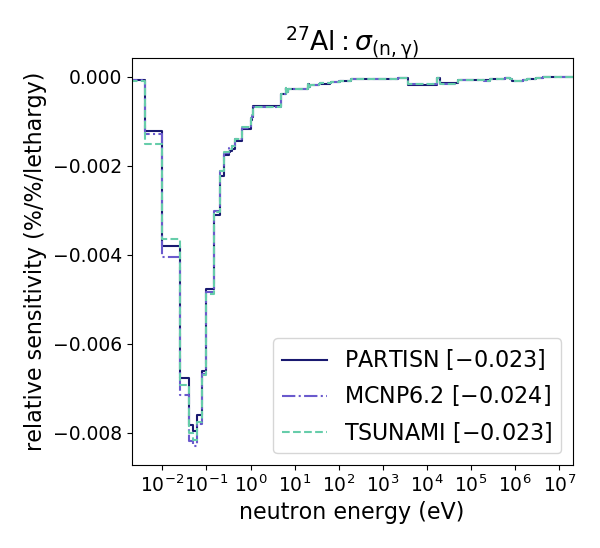 ²⁷Al : σ₍ₙ,ᵧ₎
relative sensitivity (%/%/lethargy)
0.000
−0.002
−0.004
−0.006
−0.008
PARTISN [−0.023]
MCNP6.2 [−0.024]
TSUNAMI [−0.023]
10⁻² 10⁻¹ 10⁰ 10¹ 10² 10³ 10⁴ 10⁵ 10⁶ 10⁷
neutron energy (eV)